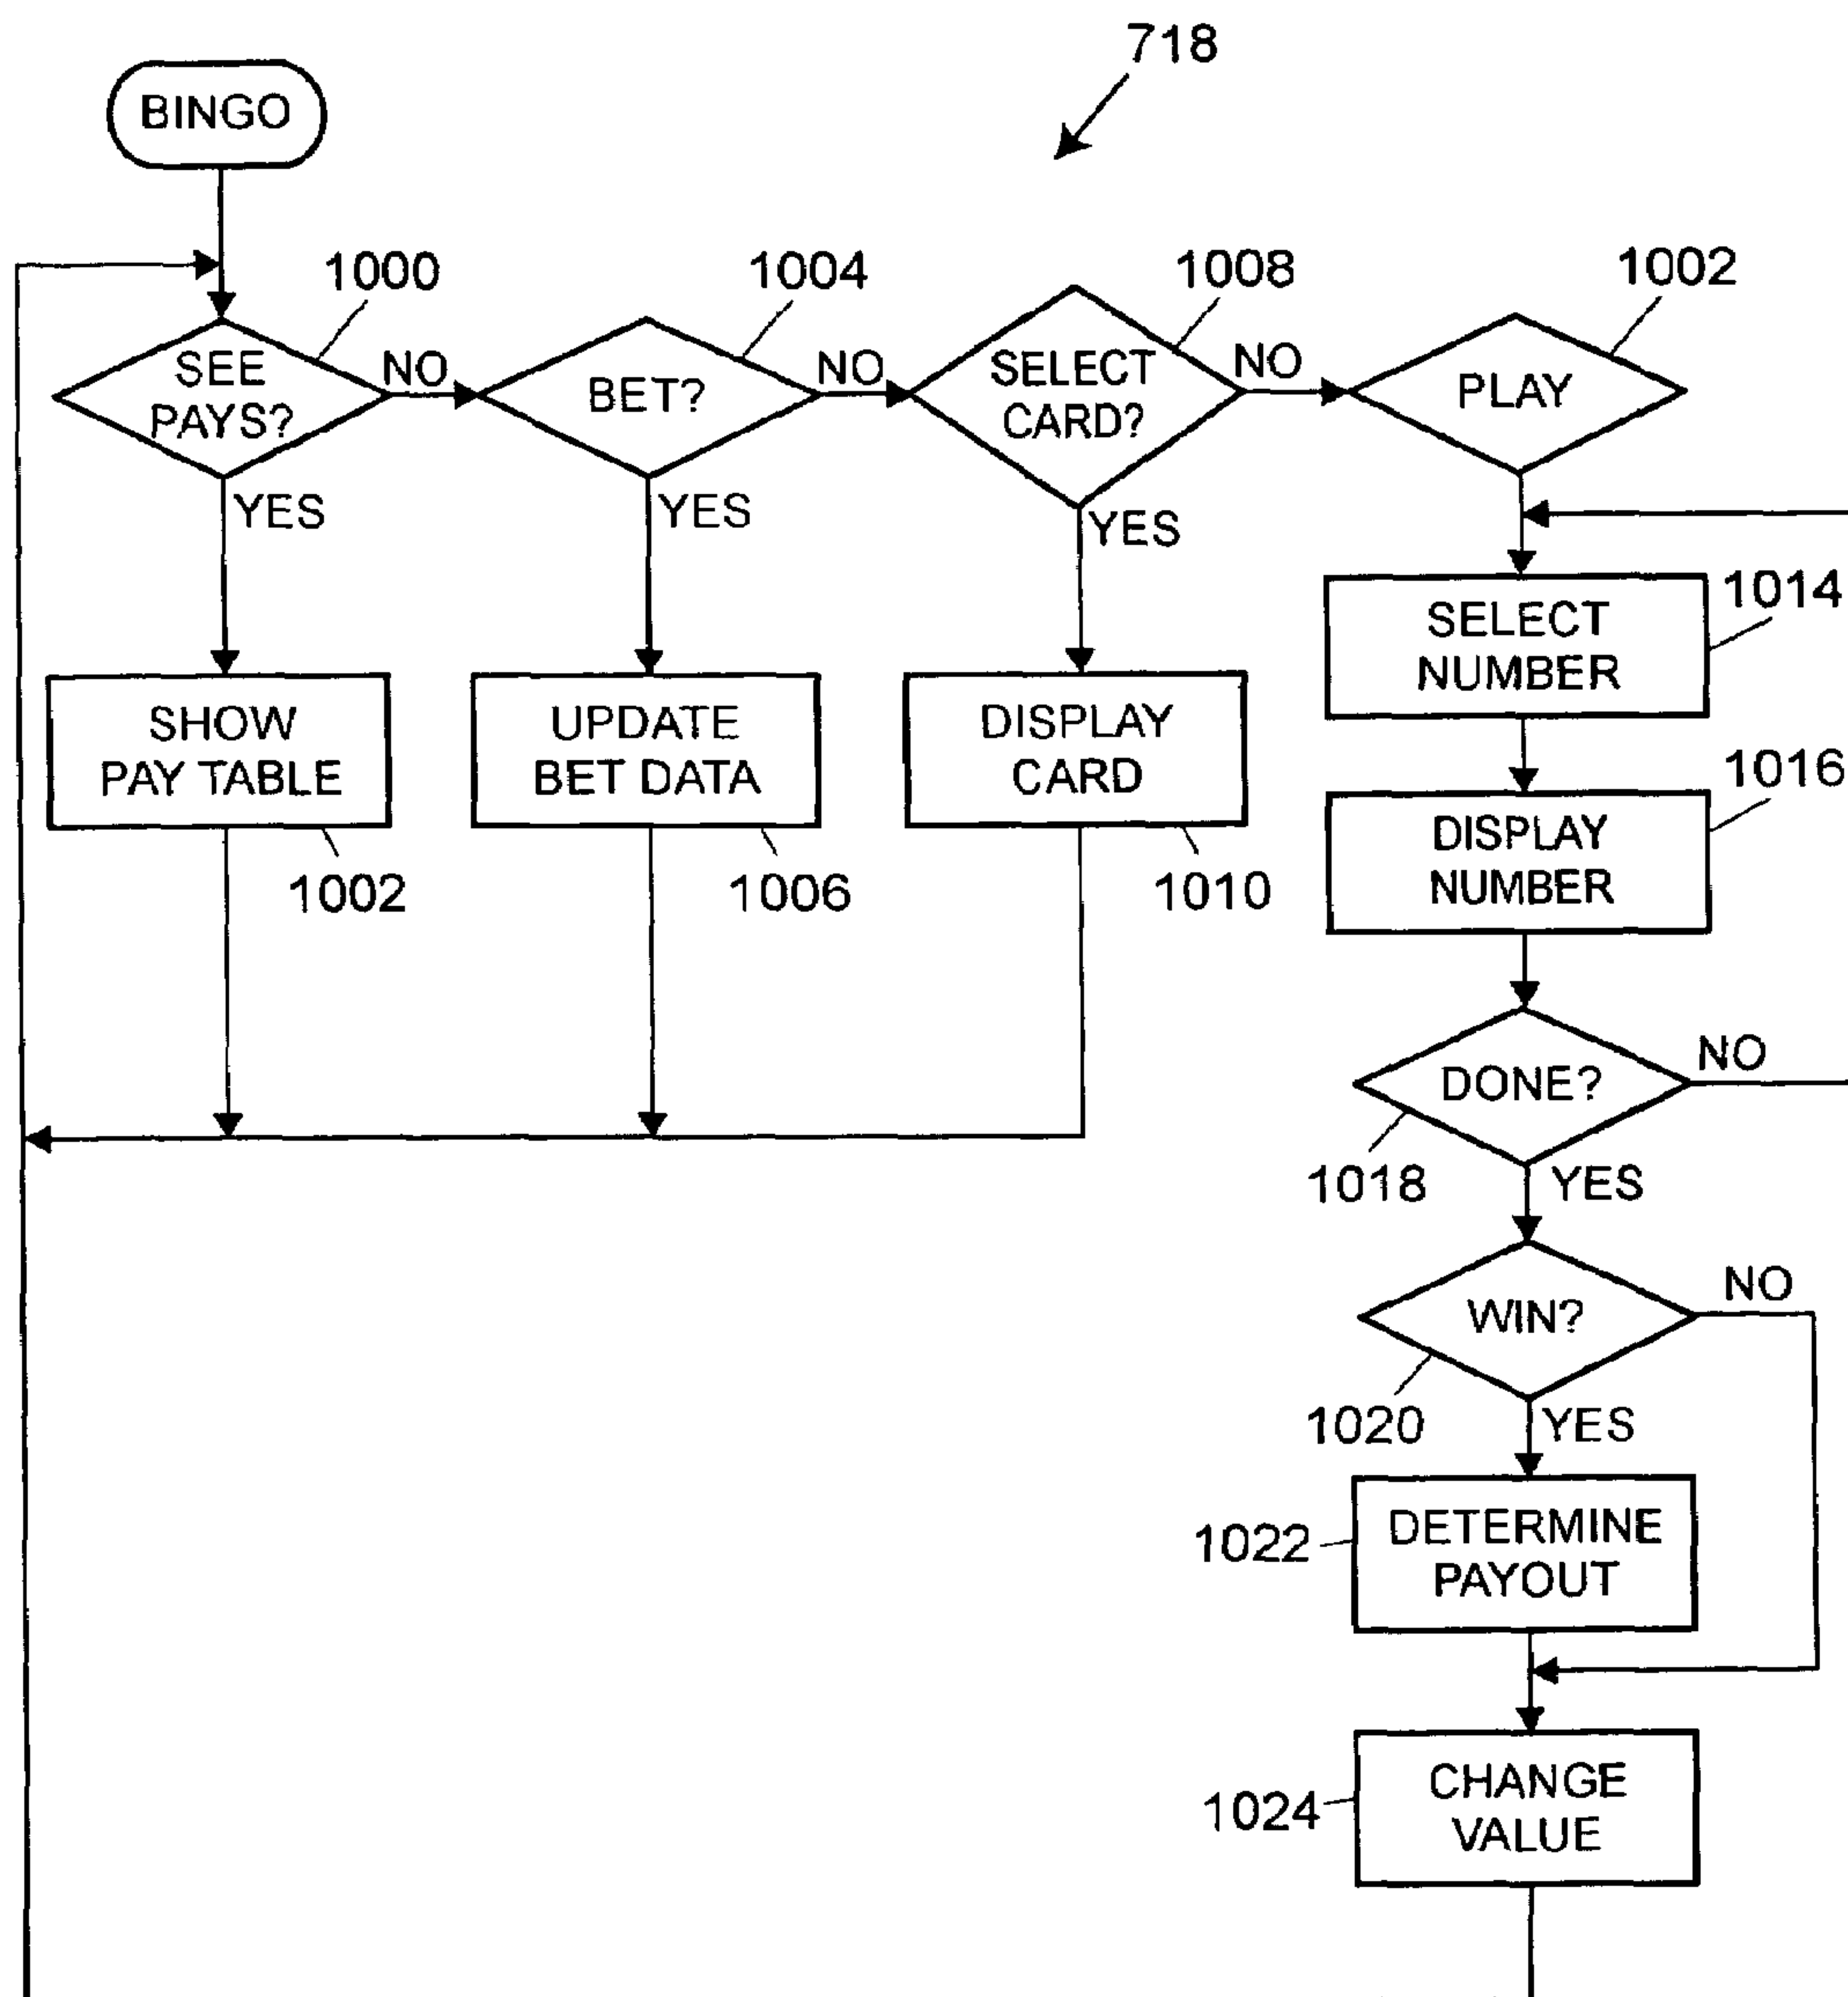 718
BINGO
1000
1004
1008
1002
SEE
PAYS?
NO
BET?
NO
SELECT
CARD?
NO
PLAY
YES
YES
YES
SHOW
PAY TABLE
1002
UPDATE
BET DATA
1006
DISPLAY
CARD
1010
SELECT
NUMBER
1014
DISPLAY
NUMBER
1016
DONE?
NO
1018
YES
WIN?
NO
1020
YES
1022
DETERMINE
PAYOUT
1024
CHANGE
VALUE